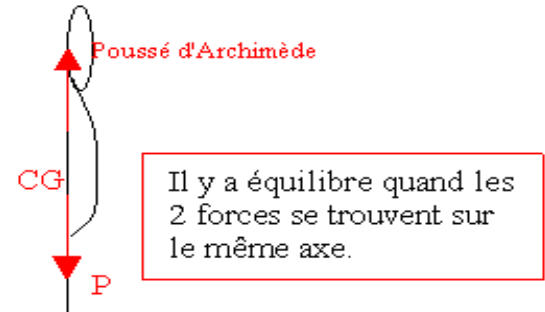 Poussé d'Archimède
CG
Il y a équilibre quand les
2 forces se trouvent sur
le même axe.
P